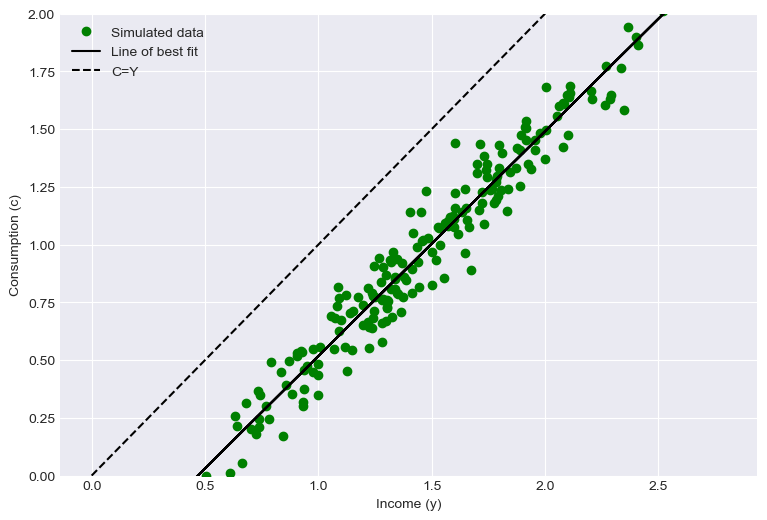 2.00
1.75
1.50
1.25
1.00
0.75
0.50
0.25
0.00
Consumption (c)
Simulated data
Line of best fit
C=Y
0.0 0.5 1.0 1.5 2.0 2.5
Income (y)